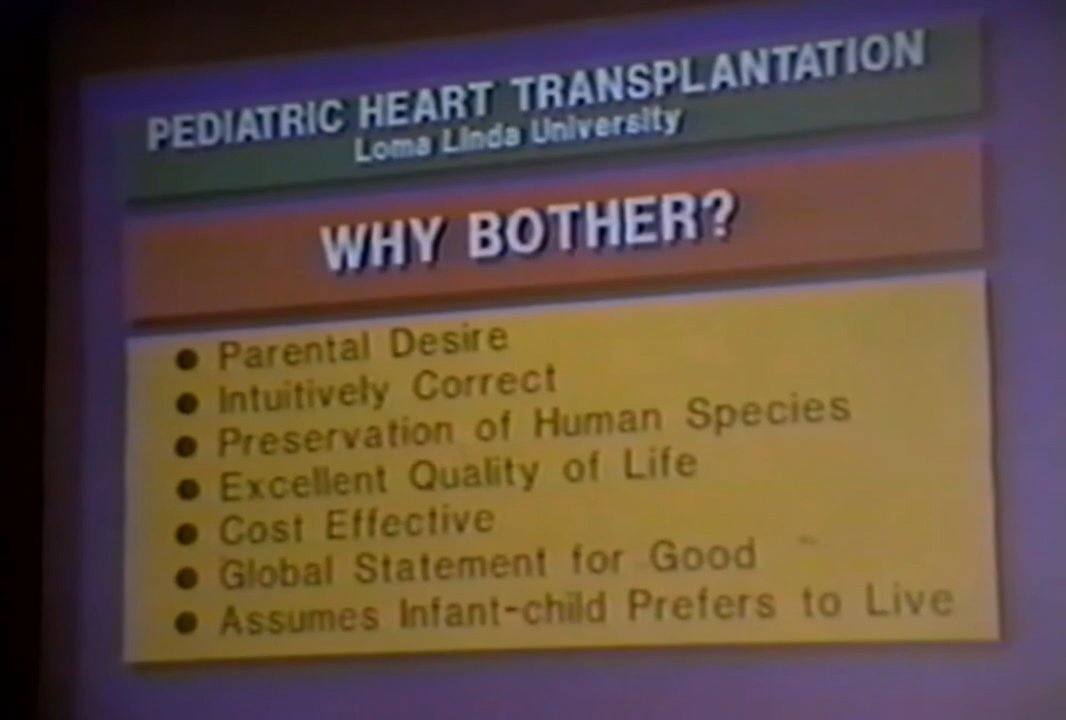 PEDIATRIC HEART TRANSPLANTATION
Loma Linda University
WHY BOTHER?
● Parental Desire
● Intuitively Correct
● Preservation of Human Species
● Excellent Quality of Life
● Cost Effective
● Global Statement for Good
● Assumes Infant-child Prefers to Live